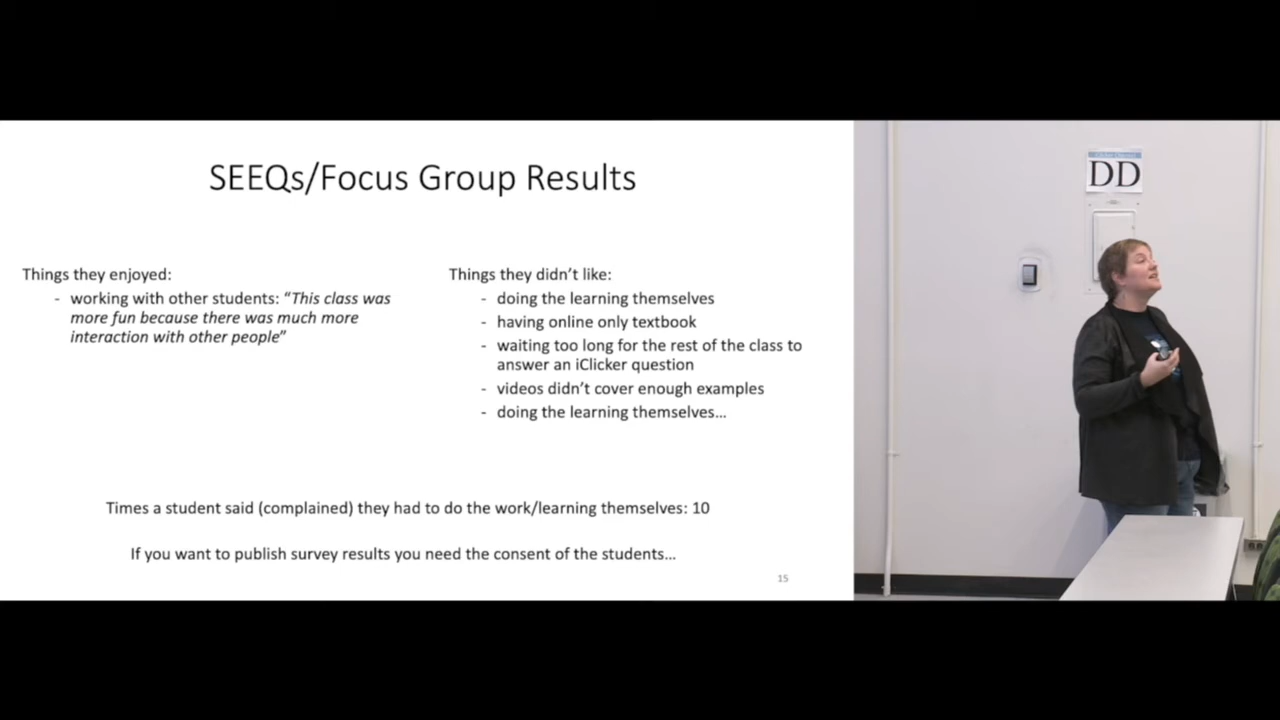 SEEQs/Focus Group Results
Things they enjoyed:
- working with other students: “This class was
more fun because there was much more
interaction with other people”
Things they didn’t like:
- doing the learning themselves
- having online only textbook
- waiting too long for the rest of the class to
answer an iClicker question
- videos didn’t cover enough examples
- doing the learning themselves…
Times a student said (complained) they had to do the work/learning themselves: 10
If you want to publish survey results you need the consent of the students…
15
DD